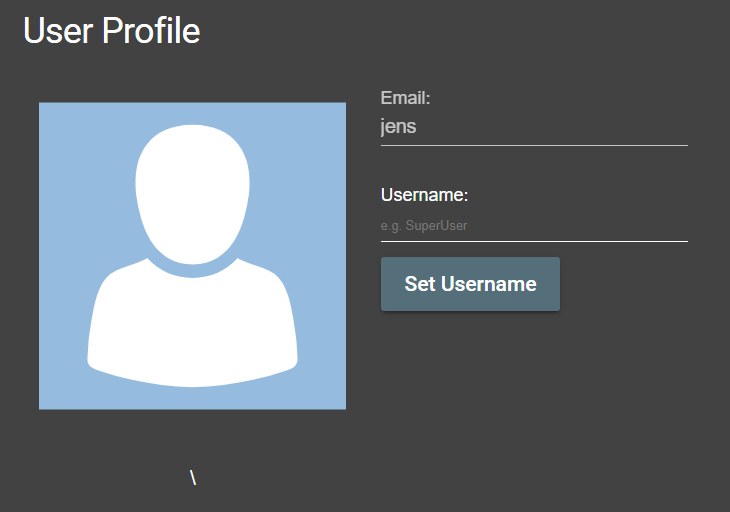 User Profile
Email:
jens
Username:
e.g. SuperUser
Set Username
\